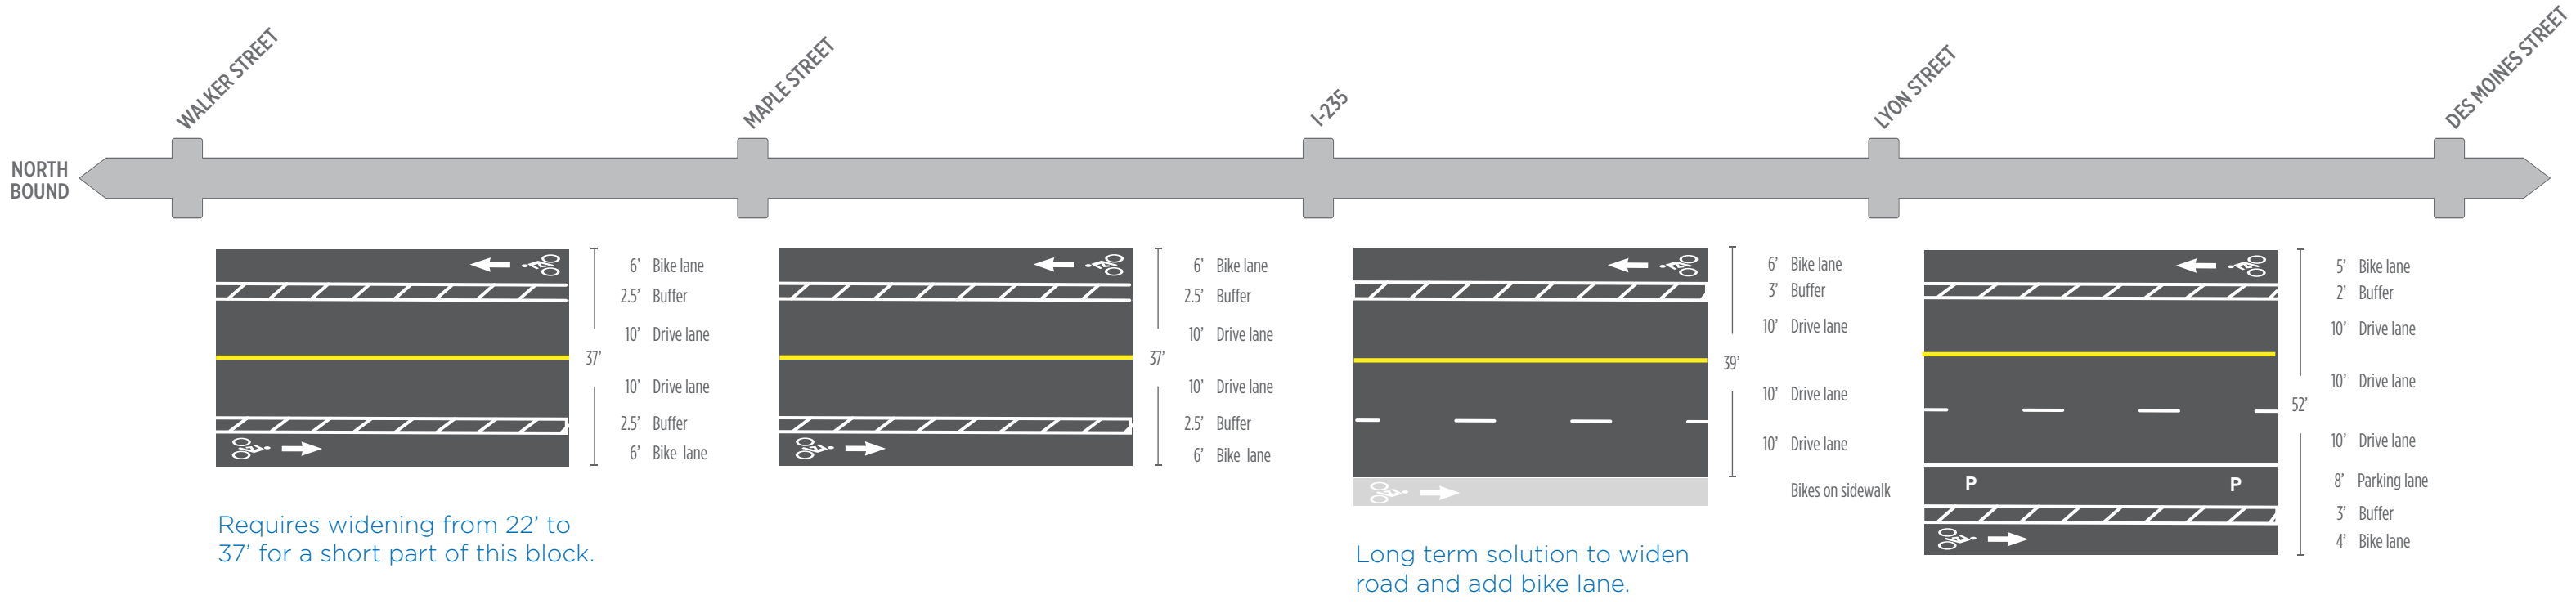 WALKER STREET
MAPLE STREET
I-235
LYON STREET
DES MOINES STREET
NORTH
BOUND
6’ Bike lane
2.5’ Buffer
10’ Drive lane
37’
10’ Drive lane
2.5’ Buffer
6’ Bike lane
Requires widening from 22’ to
37’ for a short part of this block.
6’ Bike lane
2.5’ Buffer
10’ Drive lane
37’
10’ Drive lane
2.5’ Buffer
6’ Bike lane
6’ Bike lane
3’ Buffer
10’ Drive lane
39’
10’ Drive lane
10’ Drive lane
Bikes on sidewalk
Long term solution to widen
road and add bike lane.
P P
5’ Bike lane
2’ Buffer
10’ Drive lane
10’ Drive lane
52’
10’ Drive lane
8’ Parking lane
3’ Buffer
4’ Bike lane